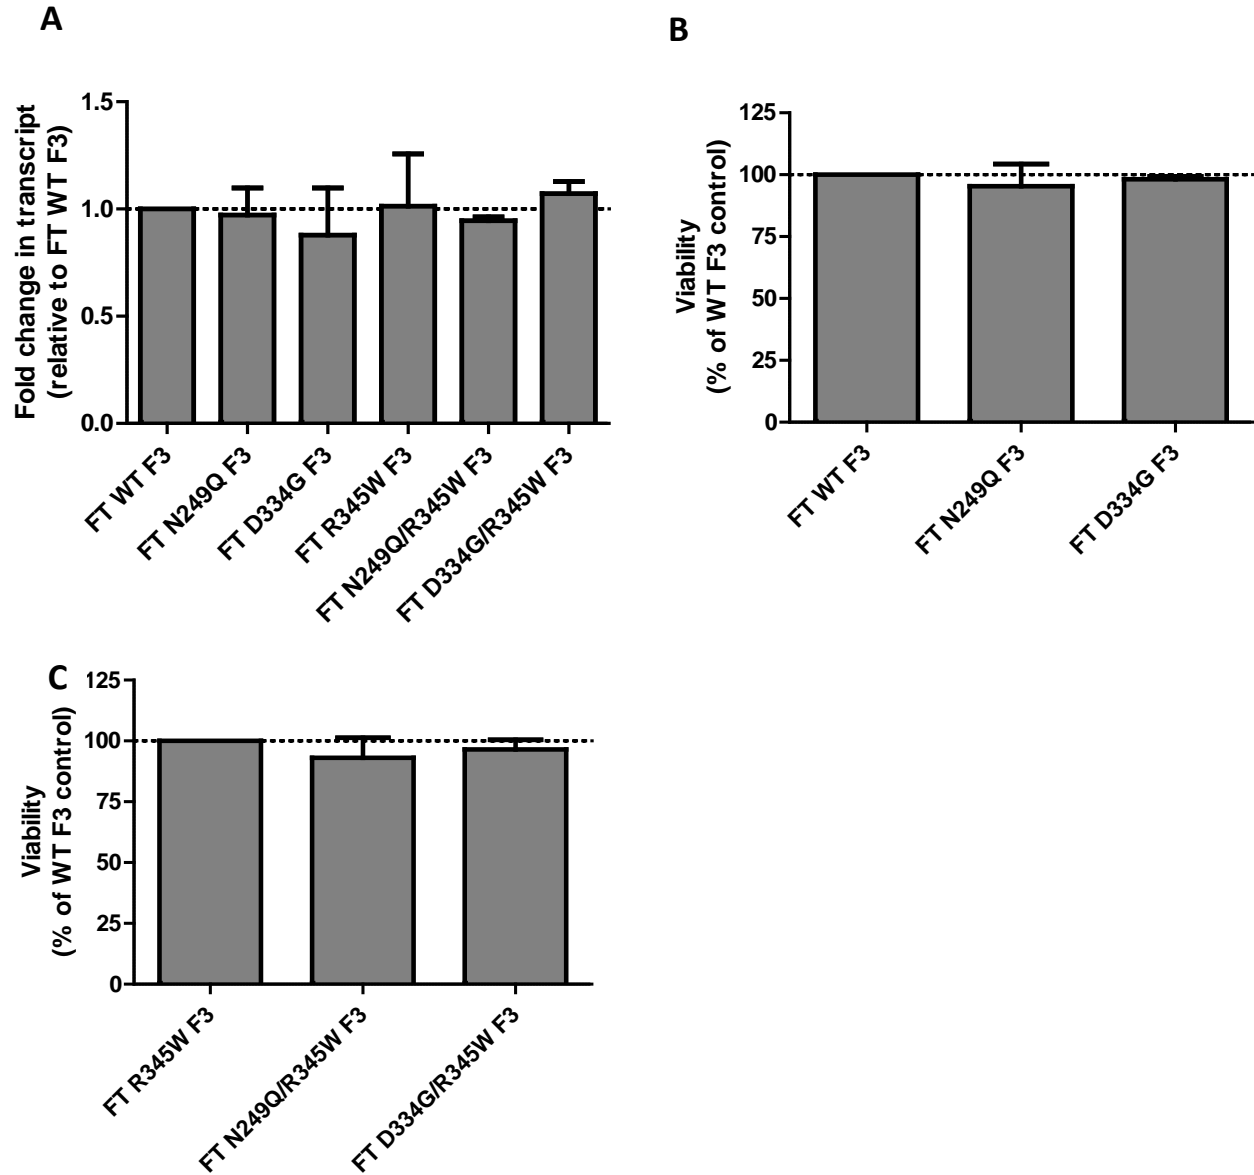 A
Fold change in transcript
(relative to FT WT F3)
1.5
1.0
0.5
0.0
FT WT F3
FT N249Q F3
FT D334G F3
FT R345W F3
FT N249Q/R345W F3
FT D334G/R345W F3
B
Viability
(% of WT F3 control)
125
100
75
50
25
0
FT WT F3
FT N249Q F3
FT D334G F3
C
Viability
(% of WT F3 control)
125
100
75
50
25
0
FT R345W F3
FT N249Q/R345W F3
FT D334G/R345W F3